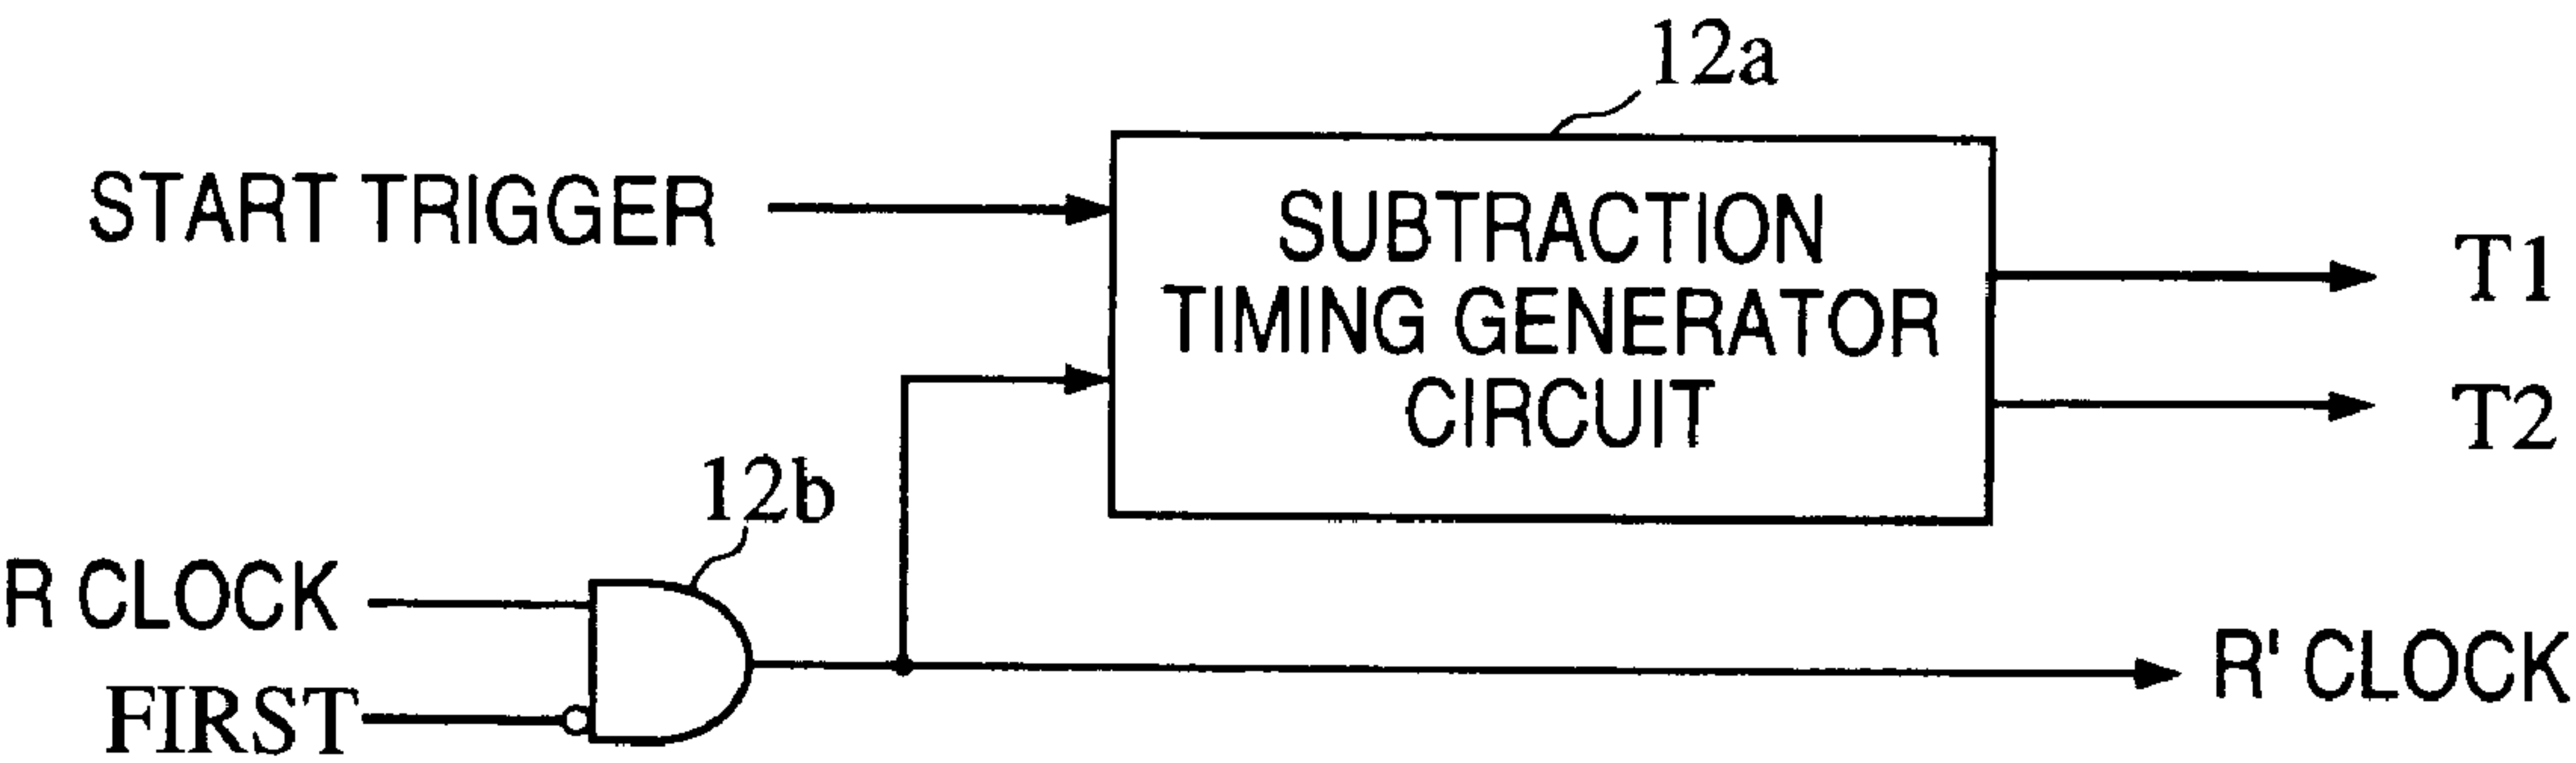 12a
START TRIGGER
SUBTRACTION
TIMING GENERATOR
CIRCUIT
T1
T2
12b
R CLOCK
FIRST
R' CLOCK